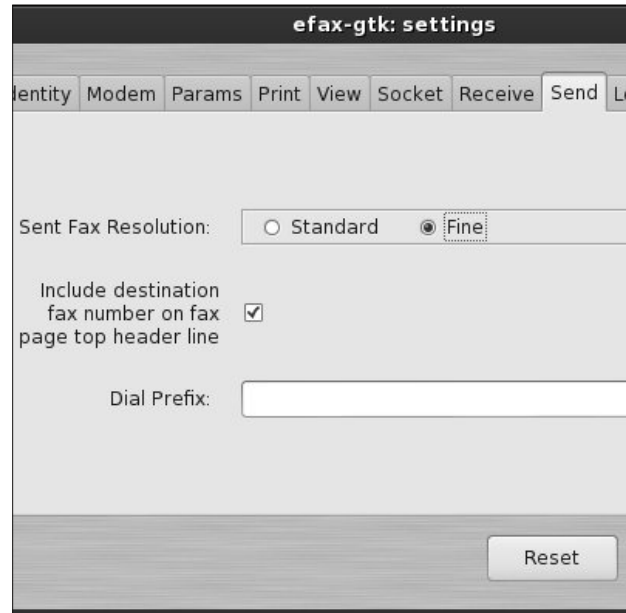 efax-gtk: settings
dentity Modem Params Print View Socket Receive Send L
Sent Fax Resolution: Standard Fine
Include destination
fax number on fax
page top header line
Dial Prefix:
Reset